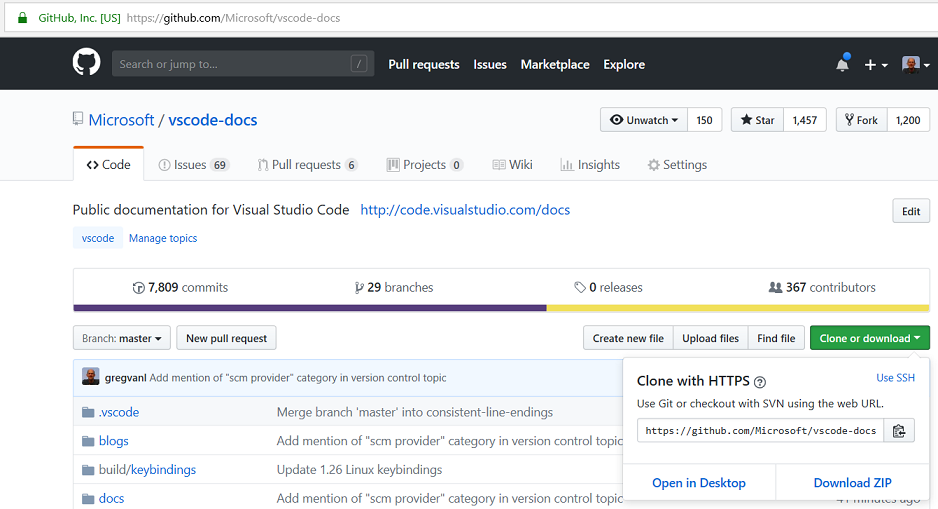 GitHub, Inc. [US] https://github.com/Microsoft/vscode-docs
Search or jump to... / Pull requests Issues Marketplace Explore
Microsoft / vscode-docs Unwatch 150 Star 1,457 Fork 1,200
Code Issues 69 Pull requests 6 Projects 0 Wiki Insights Settings
Public documentation for Visual Studio Code http://code.visualstudio.com/docs Edit
vscode Manage topics
7,809 commits 29 branches 0 releases 367 contributors
Branch: master New pull request Create new file Upload files Find file Clone or download
gregvanl Add mention of "scm provider" category in version control topic
Clone with HTTPS ? Use SSH
Use Git or checkout with SVN using the web URL.
https://github.com/Microsoft/vscode-docs
Open in Desktop Download ZIP
.vscode Merge branch 'master' into consistent-line-endings
blogs Add mention of "scm provider" category in version control topic
build/keybindings Update 1.26 Linux keybindings
docs Add mention of "scm provider" category in version control topic 41 minutes ago